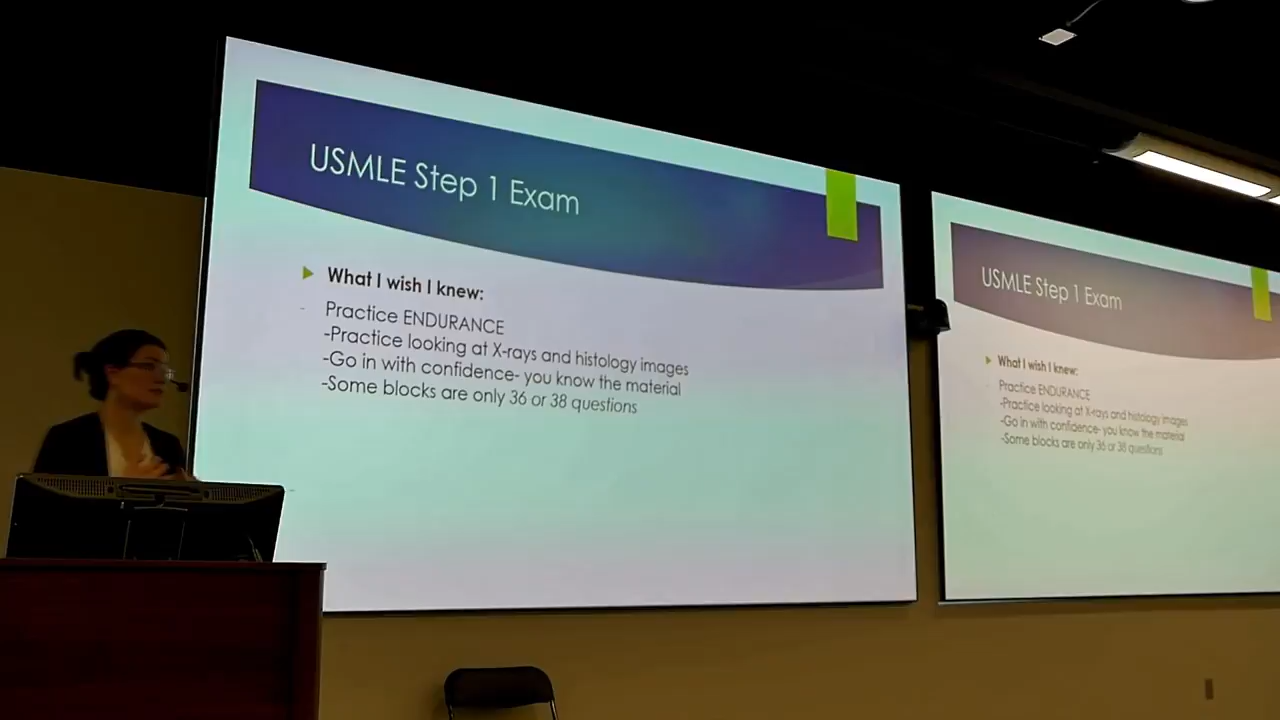 USMLE Step 1 Exam
What I wish I knew:
- Practice ENDURANCE
-Practice looking at X-rays and histology images
-Go in with confidence- you know the material
-Some blocks are only 36 or 38 questions
USMLE Step 1 Exam
What I wish I knew:
Practice ENDURANCE
-Practice looking at X-rays and histology images
-Go in with confidence- you know the material
-Some blocks are only 36 or 38 questions